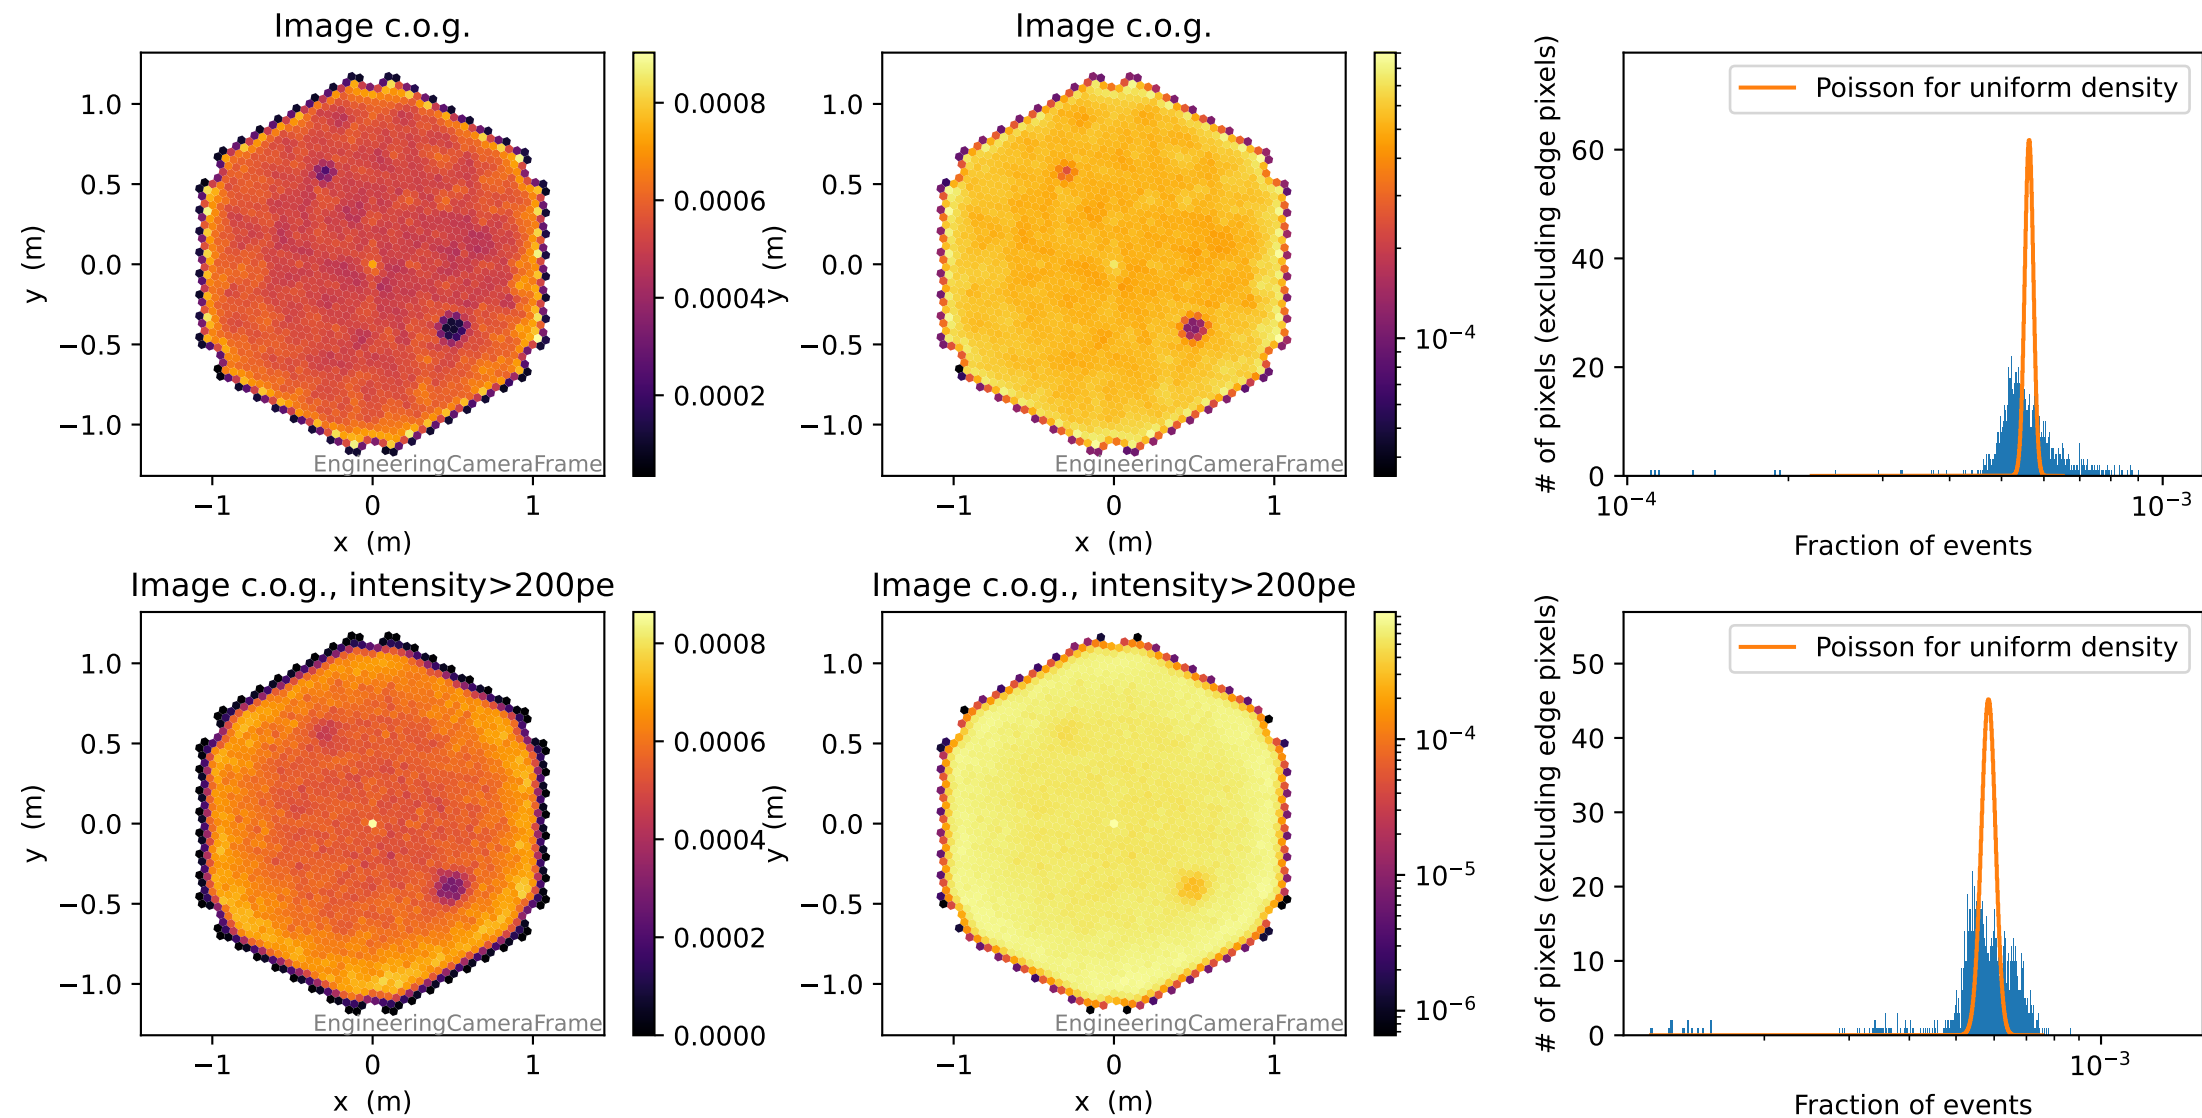 Image c.o.g.
1.0
0.5
0.0
−0.5
−1.0
y (m)
−1
0
1
x (m)
EngineeringCameraFrame
0.0008
0.0006
0.0004
0.0002
Image c.o.g.
1.0
0.5
0.0
−0.5
−1.0
y (m)
−1
0
1
x (m)
EngineeringCameraFrame
10⁻⁴
# of pixels (excluding edge pixels)
60
40
20
0
Poisson for uniform density
10⁻⁴
10⁻³
Fraction of events
Image c.o.g., intensity>200pe
1.0
0.5
0.0
−0.5
−1.0
y (m)
−1
0
1
x (m)
EngineeringCameraFrame
0.0008
0.0006
0.0004
0.0002
0.0000
Image c.o.g., intensity>200pe
1.0
0.5
0.0
−0.5
−1.0
y (m)
−1
0
1
x (m)
EngineeringCameraFrame
10⁻⁴
10⁻⁵
10⁻⁶
# of pixels (excluding edge pixels)
50
40
30
20
10
0
Poisson for uniform density
10⁻³
Fraction of events